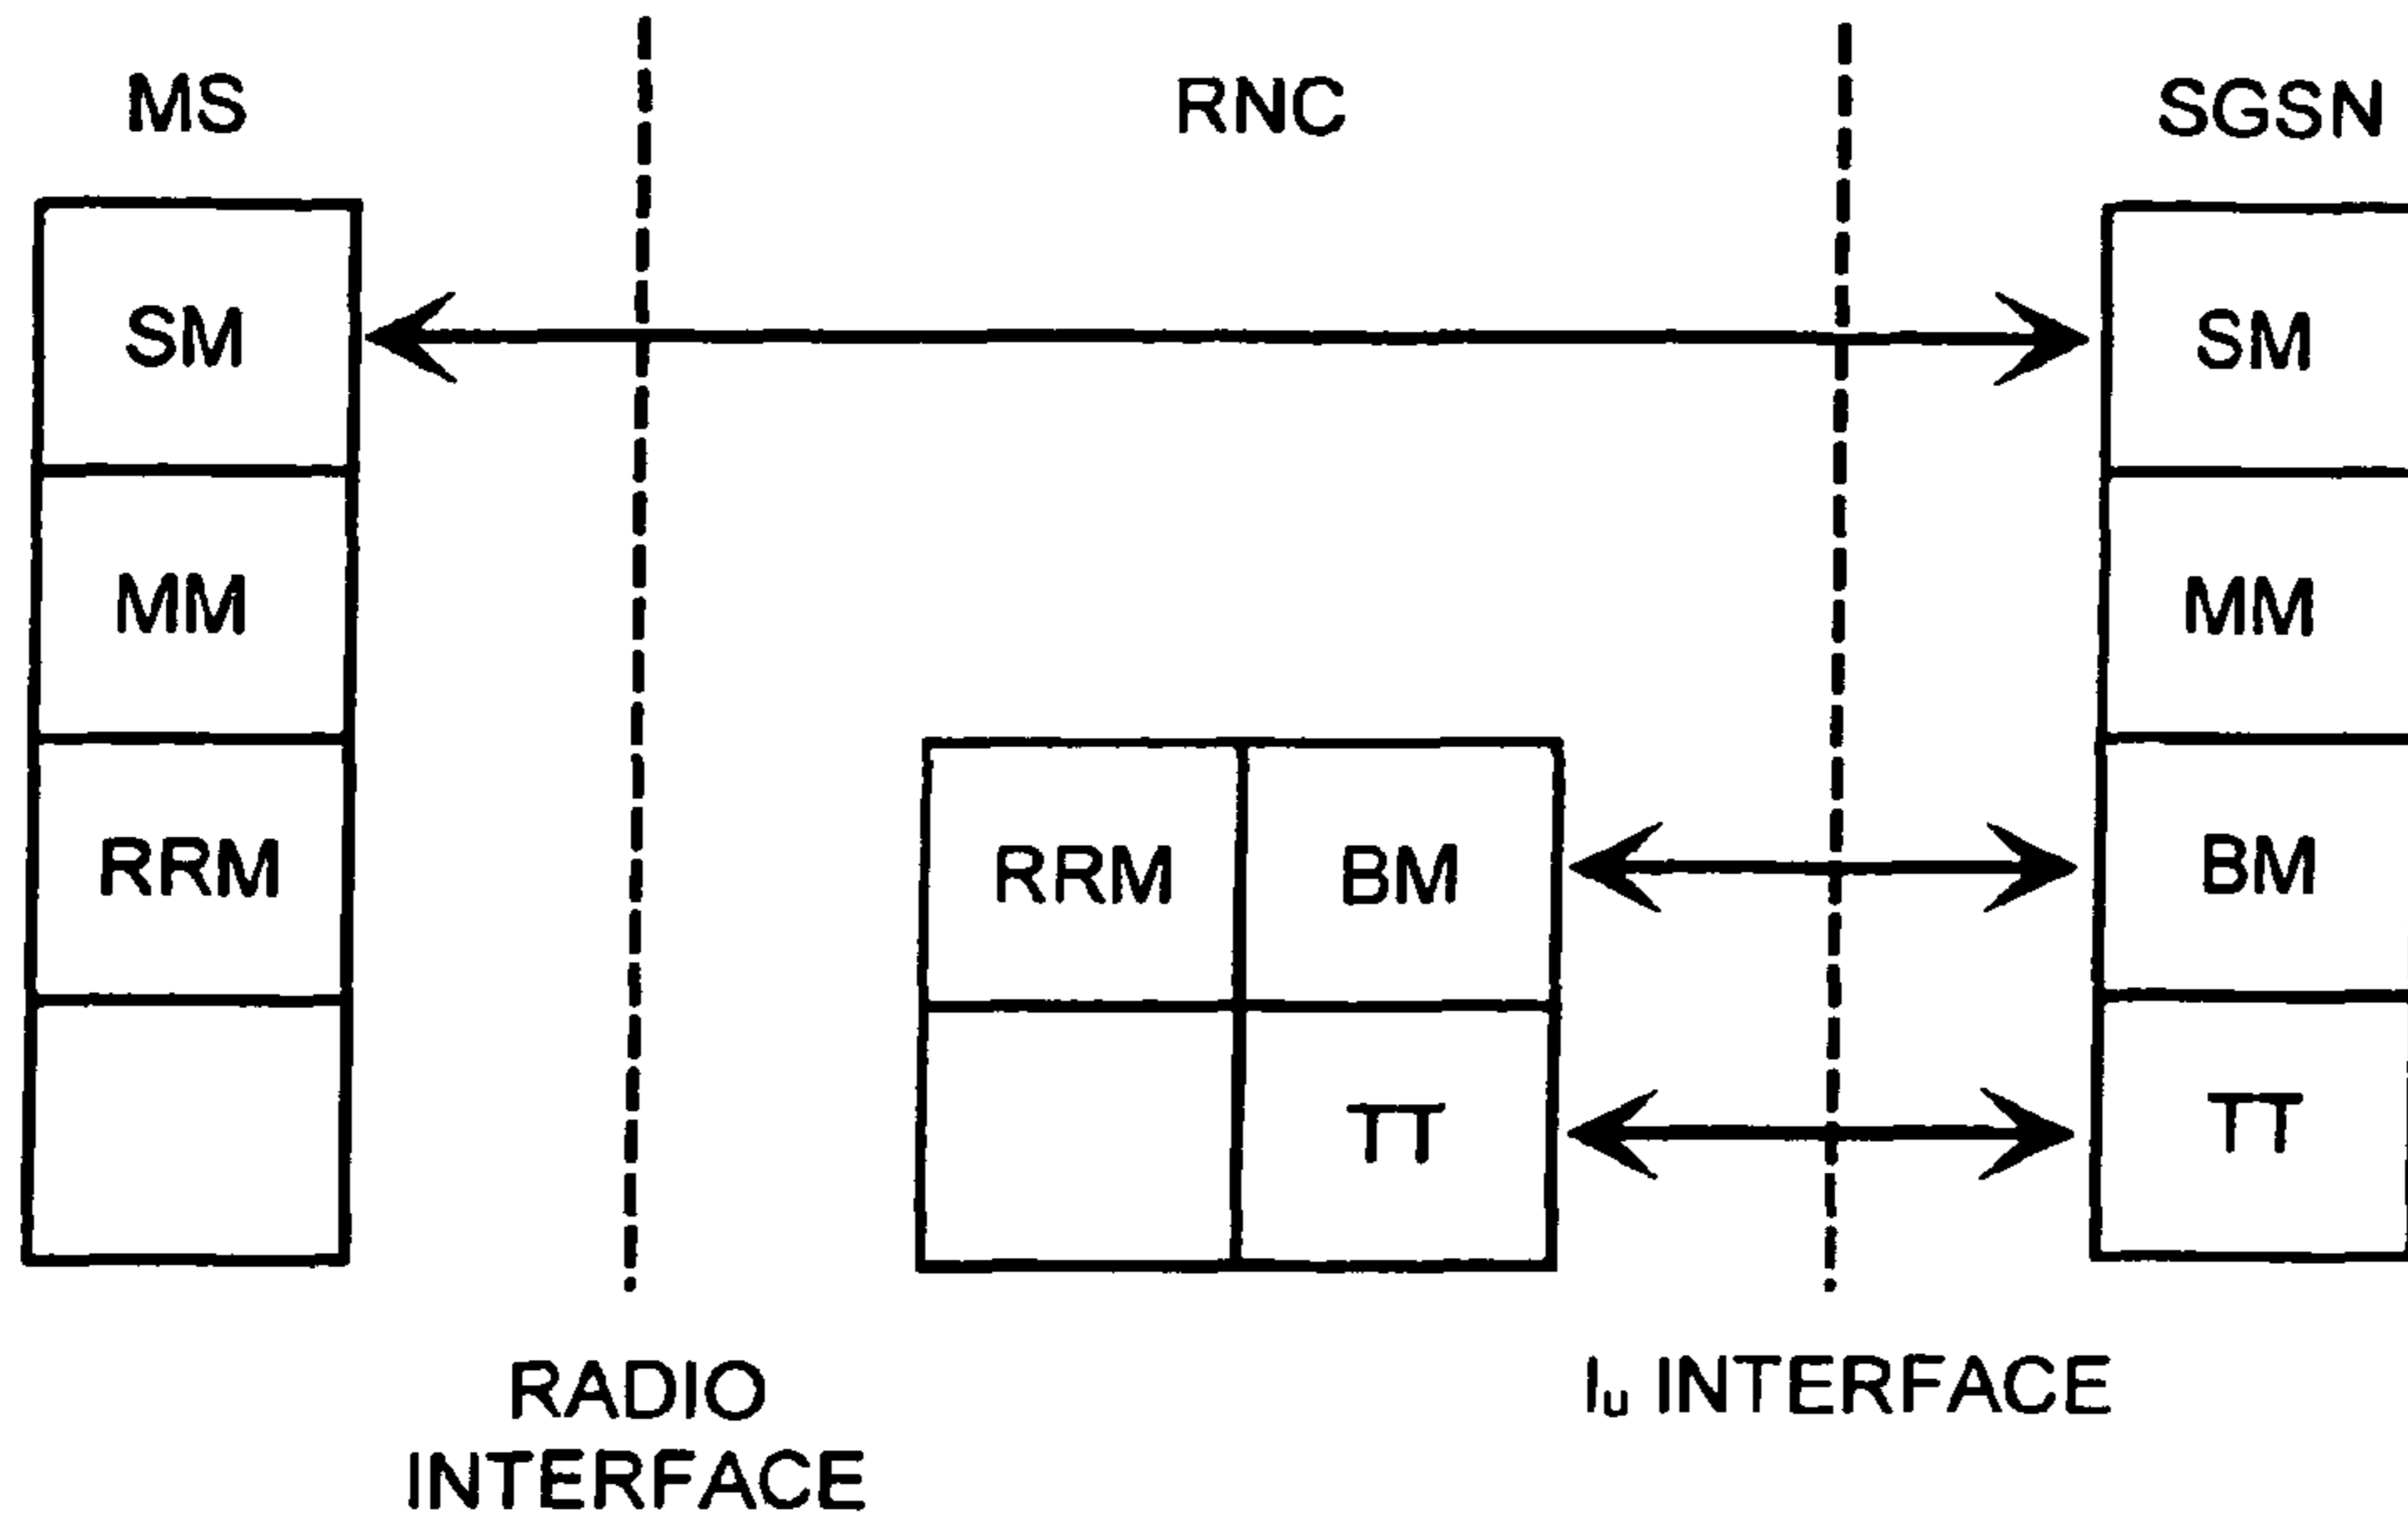 MS
RNC
SGSN
SM
SM
MM
MM
RRM
RRM
BM
BM
TT
TT
RADIO
INTERFACE
Iu INTERFACE